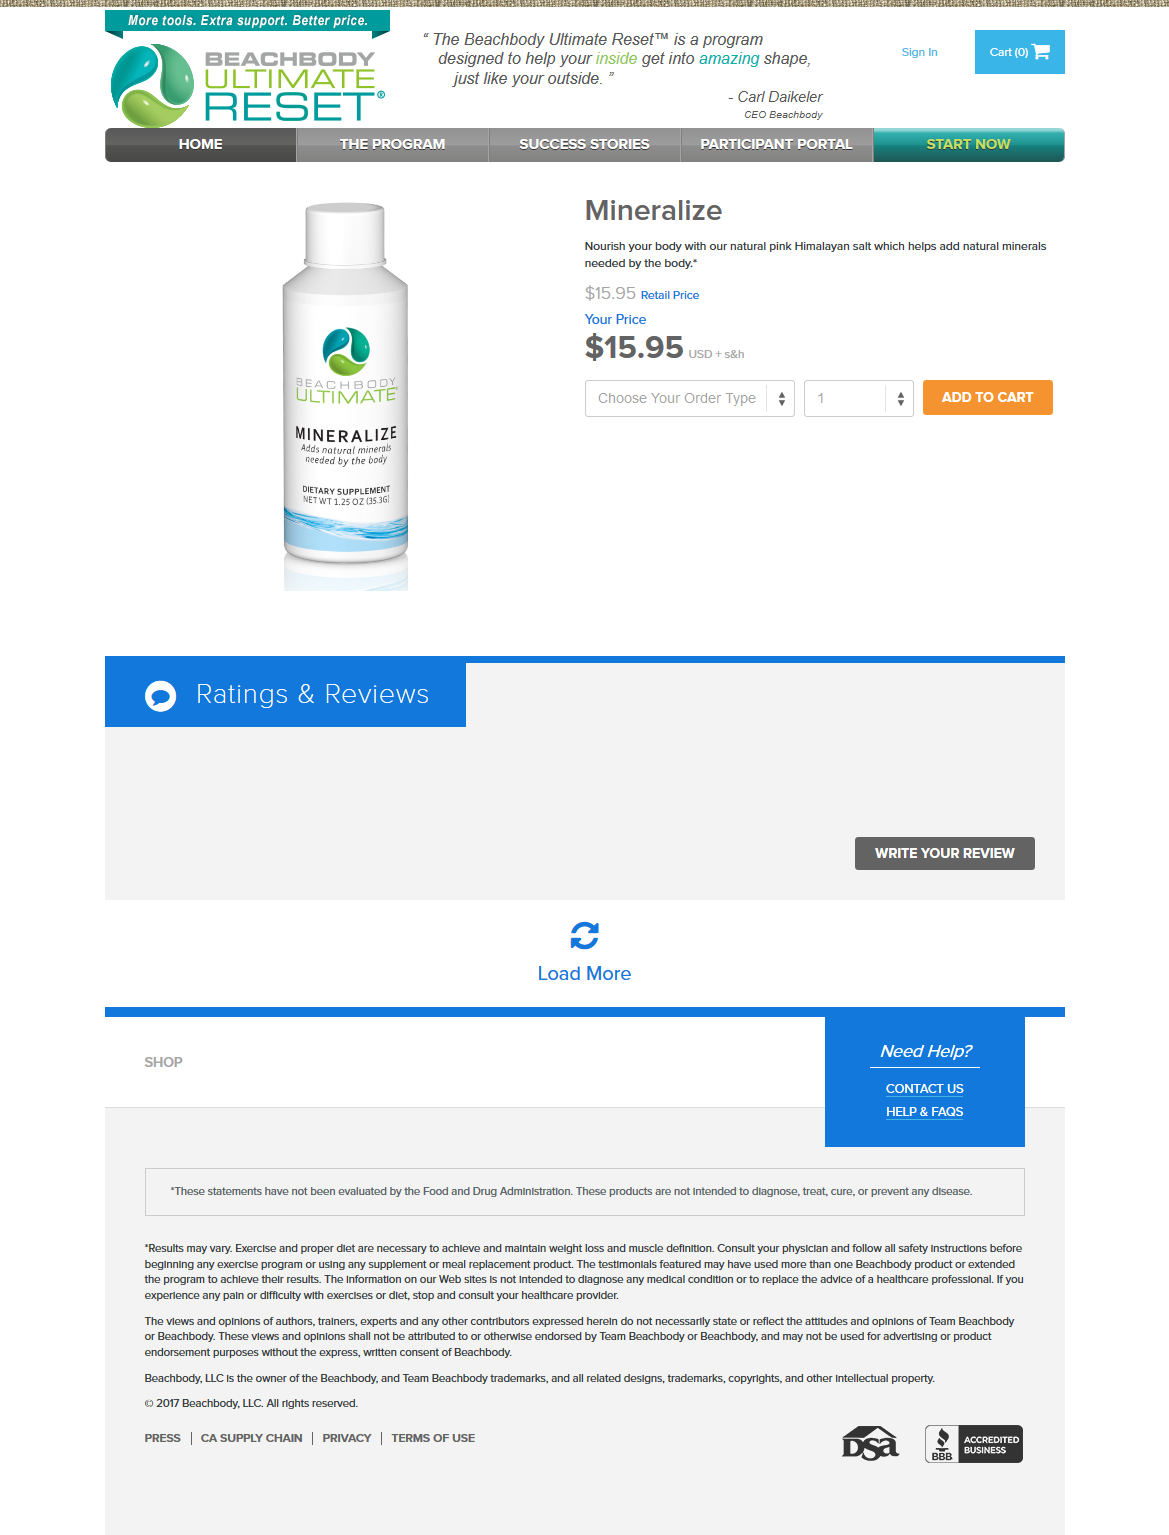 More tools. Extra support. Better price.
BEACHBODY
ULTIMATE
RESET®
“ The Beachbody Ultimate Reset™ is a program
designed to help your inside get into amazing shape,
just like your outside. ”
- Carl Daikeler
CEO Beachbody
Sign In
Cart (0)
HOME
THE PROGRAM
SUCCESS STORIES
PARTICIPANT PORTAL
START NOW
BEACHBODY
ULTIMATE®
MINERALIZE
Adds natural minerals
needed by the body
DIETARY SUPPLEMENT
NET WT 1.25 OZ (35.3G)
Mineralize
Nourish your body with our natural pink Himalayan salt which helps add natural minerals
needed by the body.*
$15.95 Retail Price
Your Price
$15.95 USD + s&h
Choose Your Order Type
1
ADD TO CART
Ratings & Reviews
WRITE YOUR REVIEW
Load More
SHOP
Need Help?
CONTACT US
HELP & FAQS
*These statements have not been evaluated by the Food and Drug Administration. These products are not intended to diagnose, treat, cure, or prevent any disease.
*Results may vary. Exercise and proper diet are necessary to achieve and maintain weight loss and muscle definition. Consult your physician and follow all safety instructions before
beginning any exercise program or using any supplement or meal replacement product. The testimonials featured may have used more than one Beachbody product or extended
the program to achieve their results. The information on our Web sites is not intended to diagnose any medical condition or to replace the advice of a healthcare professional. If you
experience any pain or difficulty with exercises or diet, stop and consult your healthcare provider.
The views and opinions of authors, trainers, experts and any other contributors expressed herein do not necessarily state or reflect the attitudes and opinions of Team Beachbody
or Beachbody. These views and opinions shall not be attributed to or otherwise endorsed by Team Beachbody or Beachbody, and may not be used for advertising or product
endorsement purposes without the express, written consent of Beachbody.
Beachbody, LLC is the owner of the Beachbody, and Team Beachbody trademarks, and all related designs, trademarks, copyrights, and other intellectual property.
© 2017 Beachbody, LLC. All rights reserved.
PRESS | CA SUPPLY CHAIN | PRIVACY | TERMS OF USE
DSA
BBB
ACCREDITED
BUSINESS